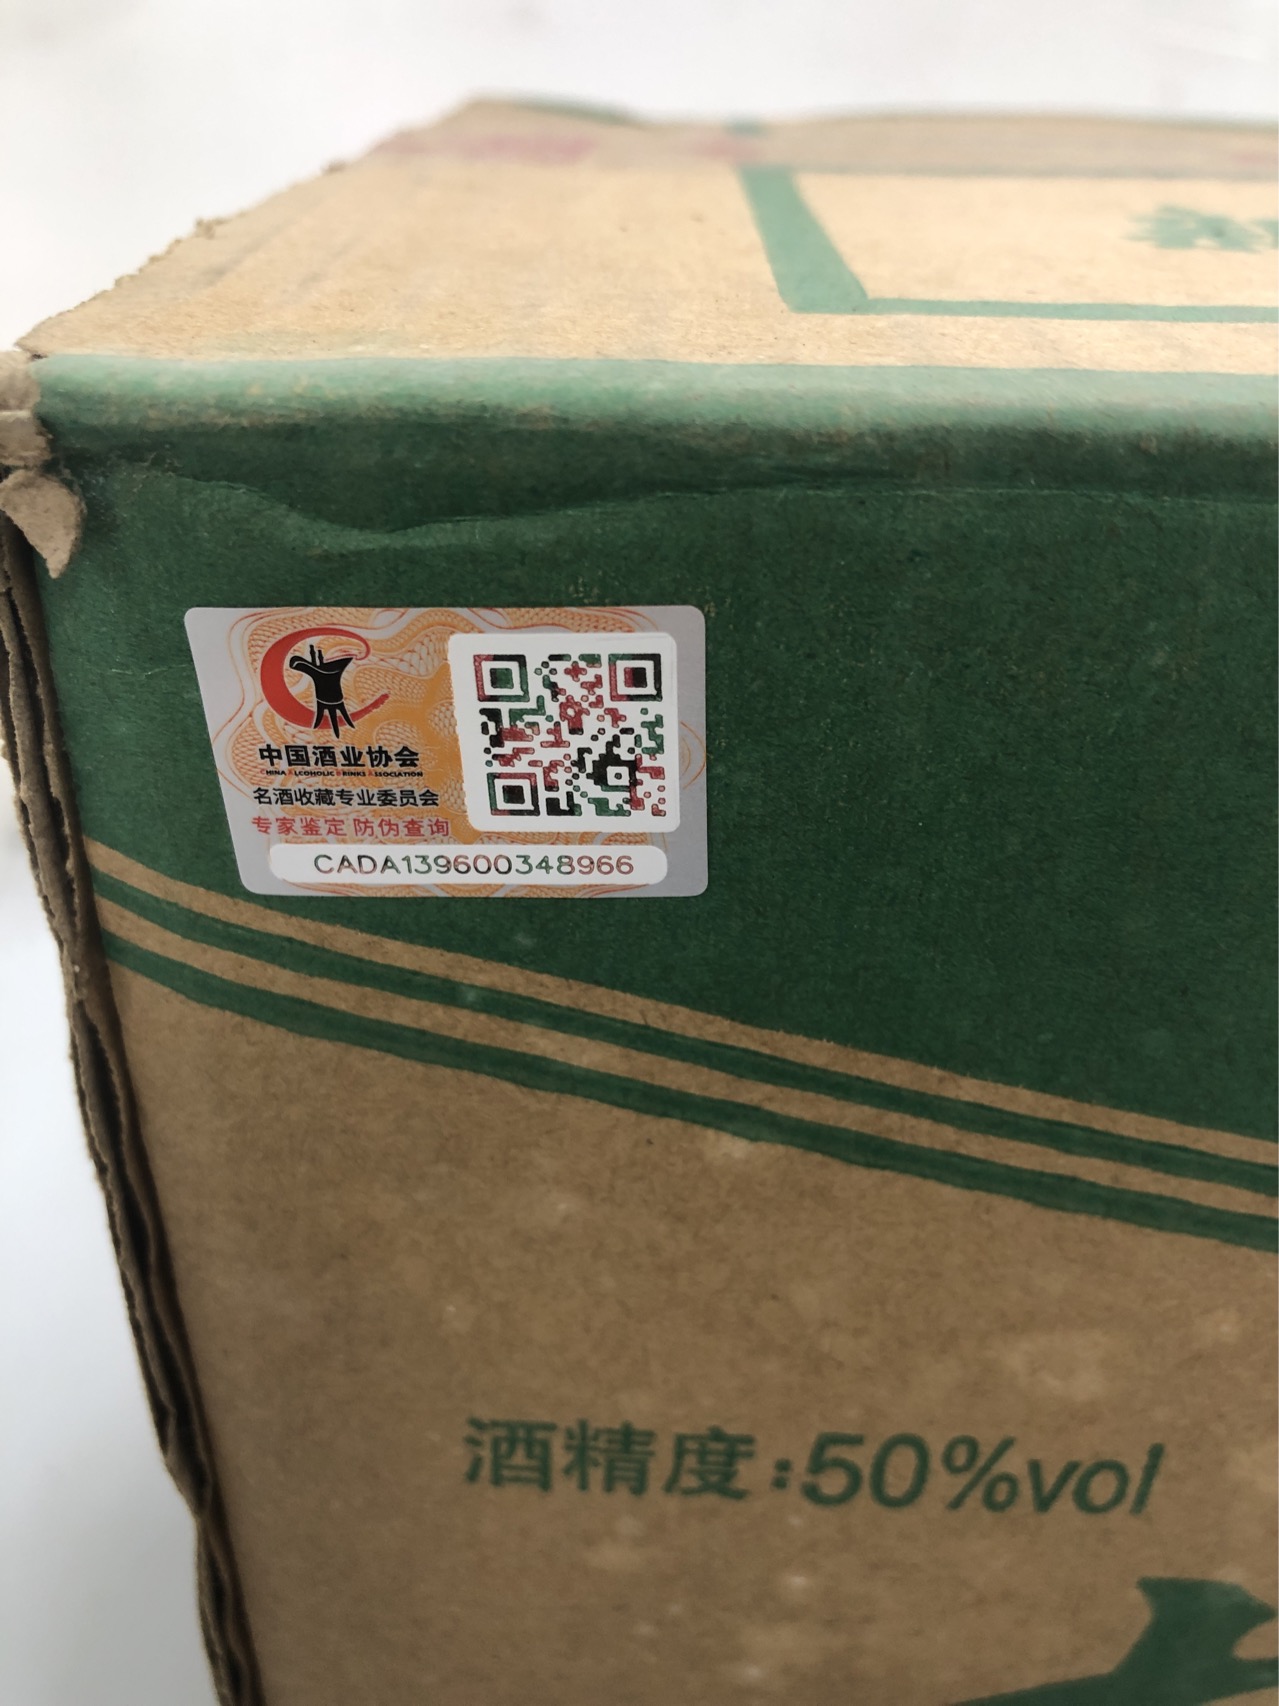 中国酒业协会
CHINA ALCOHOLIC DRINKS ASSOCIATION
名酒收藏专业委员会
专家鉴定 防伪查询
CADA139600348966
酒精度:50%vol